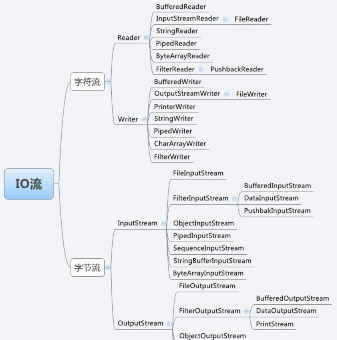 IO流
字符流
Reader
BufferedReader
InputStreamReader
FileReader
StringReader
PipedReader
ByteArrayReader
FilterReader
PushbackReader
Writer
BufferedWriter
OutputStreamWriter
FileWriter
PrinterWriter
StringWriter
PipedWriter
CharArrayWriter
FilterWriter
字节流
InputStream
FileInputStream
FilterInputStream
BufferedInputStream
DataInputStream
PushbakInputStream
ObjectInputStream
PipedInputStream
SequenceInputStream
StringBufferInputStream
ByteArrayInputStream
OutputStream
FileOutputStream
FilterOutputStream
BufferedOutputStream
DataOutputStream
PrintStream
ObjectOutputStream